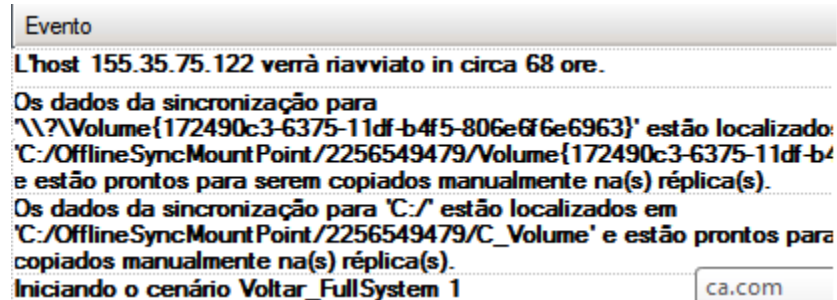 Evento
L'host 155.35.75.122 verrà riavviato in circa 68 ore.
Os dados da sincronização para
'\\?\Volume{172490c3-6375-11df-b4f5-806e6f6e6963}' estão localizados
'C:/OfflineSyncMountPoint/2256549479/Volume{172490c3-6375-11df-b4
e estão prontos para serem copiados manualmente na(s) réplica(s).
Os dados da sincronização para 'C:/' estão localizados em
'C:/OfflineSyncMountPoint/2256549479/C_Volume' e estão prontos para
copiados manualmente na(s) réplica(s).
Iniciando o cenário Voltar_FullSystem 1
ca.com